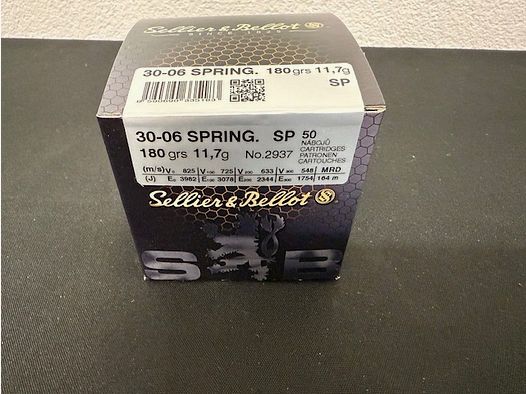 Sellier & Bellot
30-06 SPRING. 180 grs 11,7g
SP
30-06 SPRING. SP 50
NÁBOJŮ
CARTRIDGES
PATRONEN
CARTOUCHES
180 grs 11,7g No.2937
(m/s) V0 825 V100 725 V200 633 V300 548 MRD
(J) E0 3982 E100 3078 E200 2344 E300 1754 164 m
Sellier & Bellot S
S B